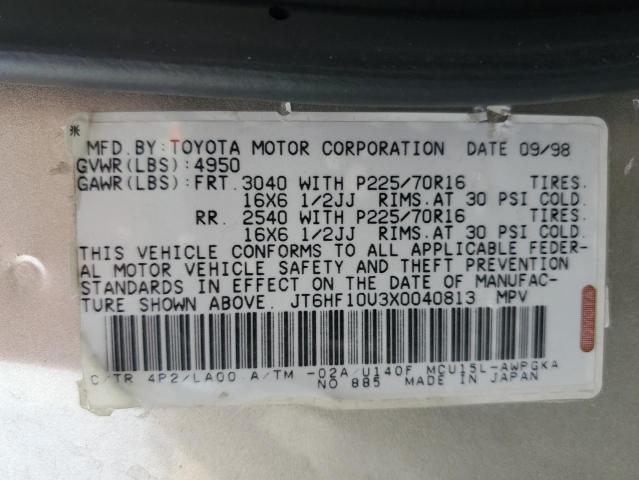 MFD. BY: TOYOTA MOTOR CORPORATION DATE 09/98
GVWR(LBS): 4950
GAWR(LBS): FRT. 3040 WITH P225/70R16 TIRES.
16X6 1/2JJ RIMS. AT 30 PSI COLD.
RR. 2540 WITH P225/70R16 TIRES.
16X6 1/2JJ RIMS. AT 30 PSI COLD.
THIS VEHICLE CONFORMS TO ALL APPLICABLE FEDER-
AL MOTOR VEHICLE SAFETY AND THEFT PREVENTION
STANDARDS IN EFFECT ON THE DATE OF MANUFAC-
TURE SHOWN ABOVE. JT6HF10U3X0040813 MPV
TOYOTA
C/TR 4P2/LA00 A/TM -02A/U140F MCU15L-AWPGKA
NO 885 MADE IN JAPAN